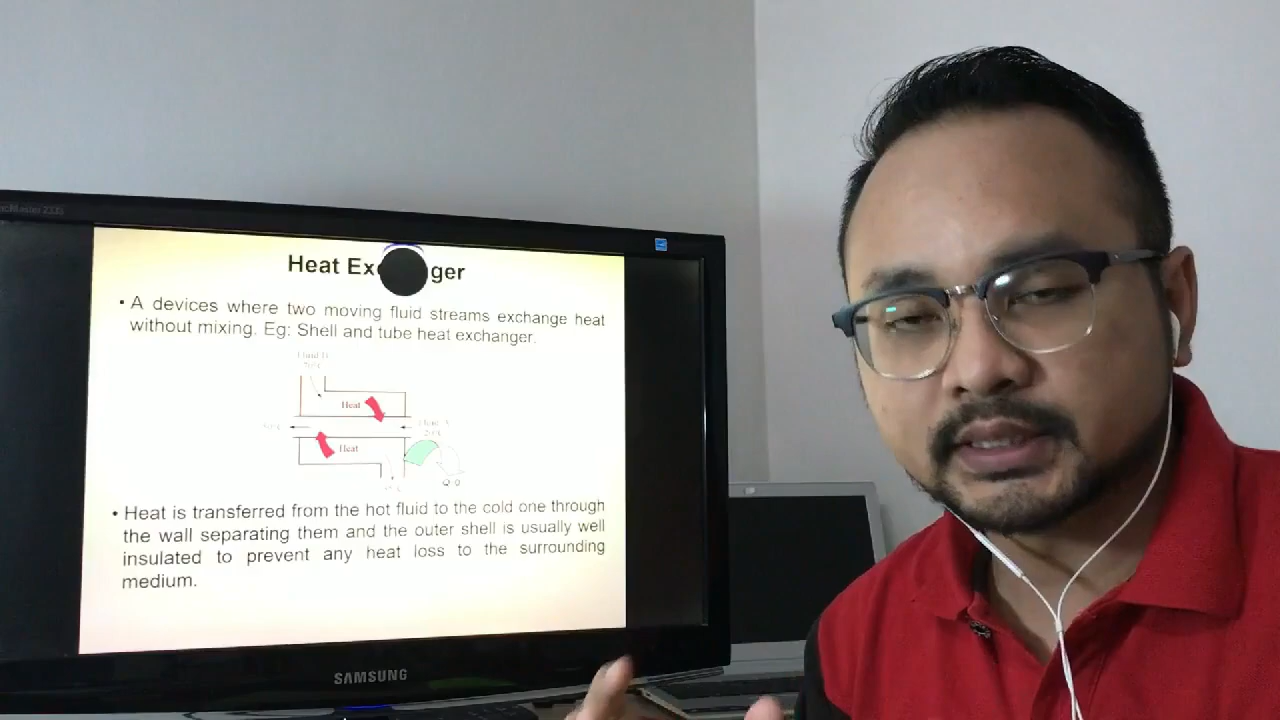 Heat Ex ger
• A devices where two moving fluid streams exchange heat
without mixing. Eg: Shell and tube heat exchanger.
Fluid B
70°C
Heat
Heat
• Heat is transferred from the hot fluid to the cold one through
the wall separating them and the outer shell is usually well
insulated to prevent any heat loss to the surrounding
medium.
SAMSUNG